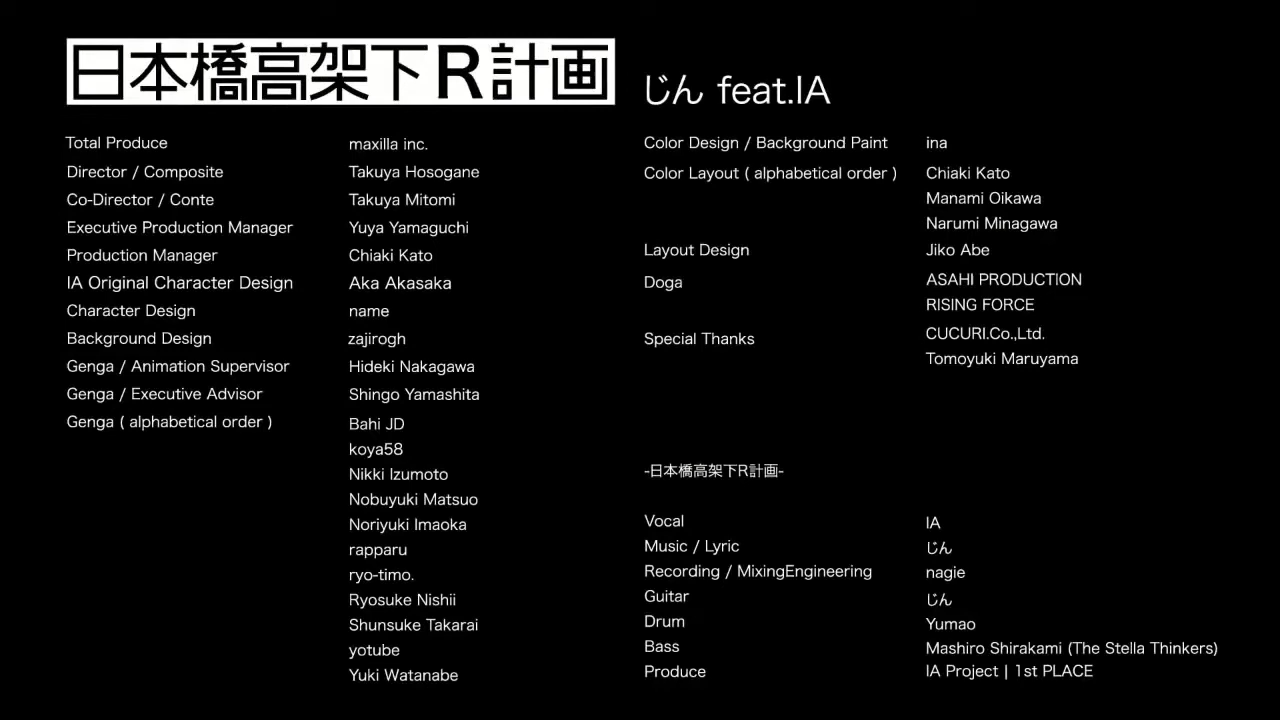 日本橋高架下R計画
じん feat.IA
Total Produce maxilla inc.
Director / Composite Takuya Hosogane
Co-Director / Conte Takuya Mitomi
Executive Production Manager Yuya Yamaguchi
Production Manager Chiaki Kato
IA Original Character Design Aka Akasaka
Character Design name
Background Design zajirogh
Genga / Animation Supervisor Hideki Nakagawa
Genga / Executive Advisor Shingo Yamashita
Genga ( alphabetical order ) Bahi JD
koya58
Nikki Izumoto
Nobuyuki Matsuo
Noriyuki Imaoka
rapparu
ryo-timo.
Ryosuke Nishii
Shunsuke Takarai
yotube
Yuki Watanabe
Color Design / Background Paint ina
Color Layout ( alphabetical order ) Chiaki Kato
Manami Oikawa
Narumi Minagawa
Layout Design Jiko Abe
Doga ASAHI PRODUCTION
RISING FORCE
Special Thanks CUCURI.Co.,Ltd.
Tomoyuki Maruyama
-日本橋高架下R計画-
Vocal IA
Music / Lyric じん
Recording / MixingEngineering nagie
Guitar じん
Drum Yumao
Bass Mashiro Shirakami (The Stella Thinkers)
Produce IA Project | 1st PLACE